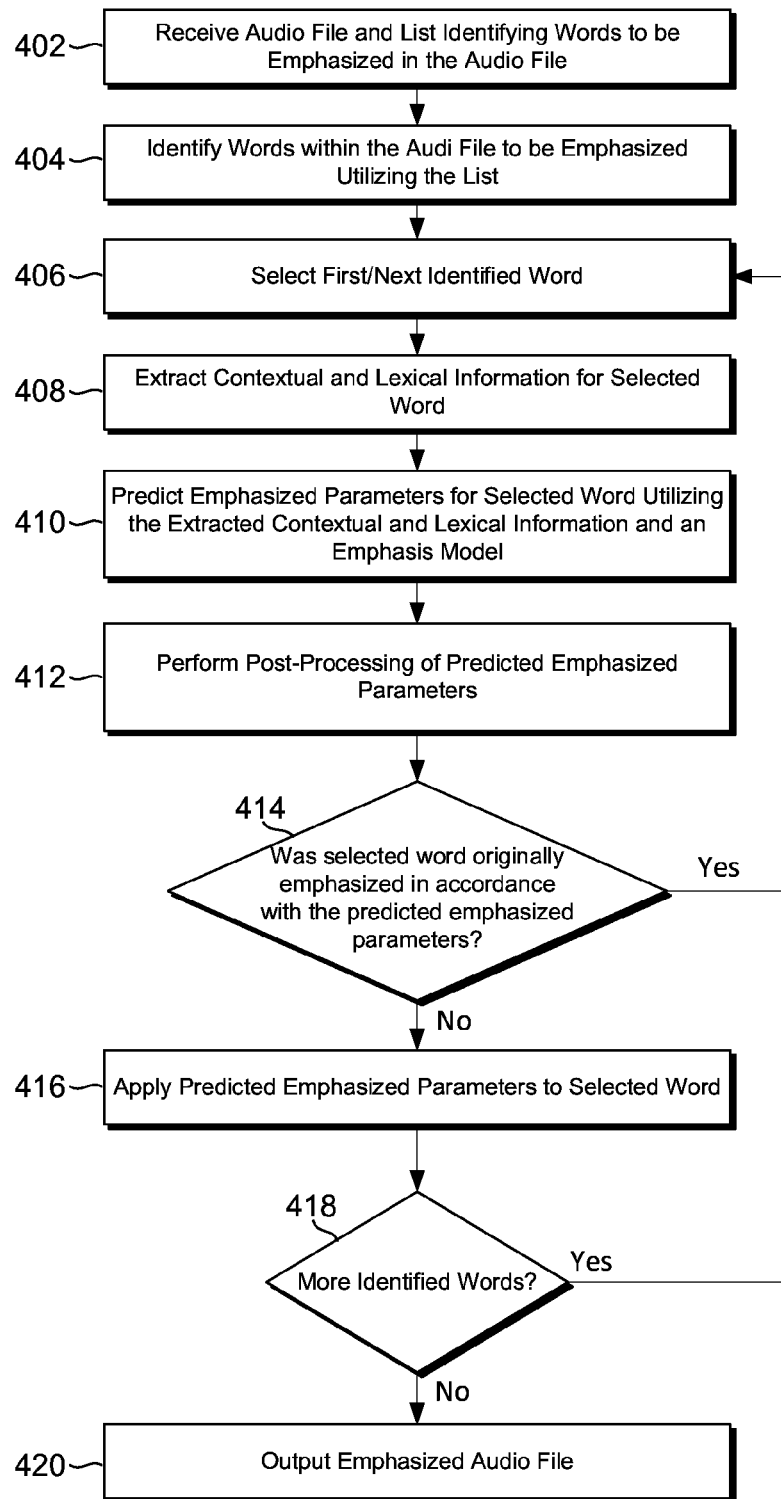 402
Receive Audio File and List Identifying Words to be
Emphasized in the Audio File
404
Identify Words within the Audi File to be Emphasized
Utilizing the List
406
Select First/Next Identified Word
408
Extract Contextual and Lexical Information for Selected
Word
410
Predict Emphasized Parameters for Selected Word Utilizing
the Extracted Contextual and Lexical Information and an
Emphasis Model
412
Perform Post-Processing of Predicted Emphasized
Parameters
414
Was selected word originally
emphasized in accordance
with the predicted emphasized
parameters?
Yes
No
416
Apply Predicted Emphasized Parameters to Selected Word
418
More Identified Words?
Yes
No
420
Output Emphasized Audio File